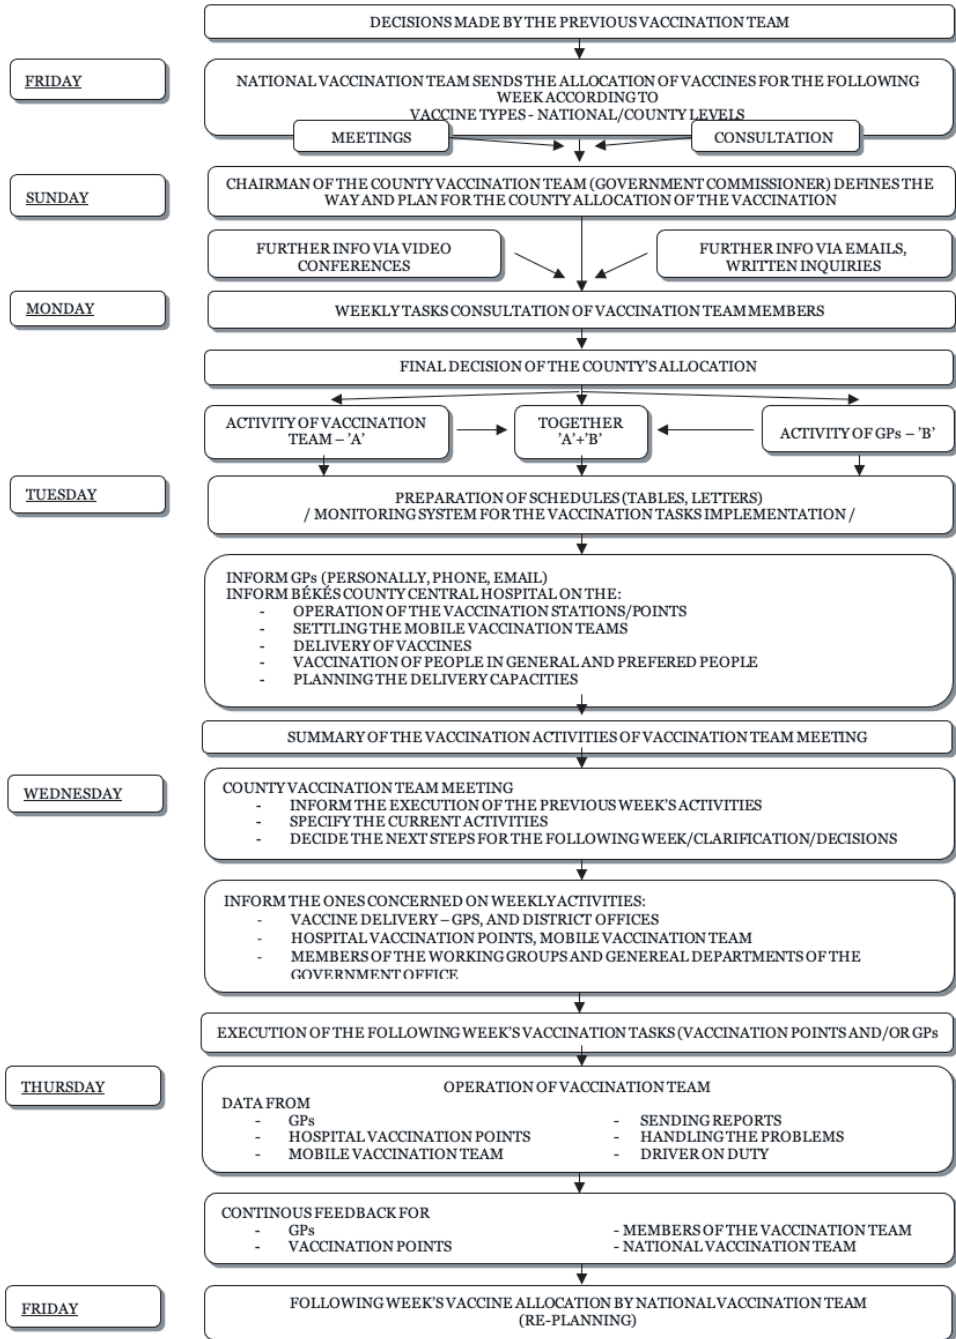 DECISIONS MADE BY THE PREVIOUS VACCINATION TEAM
FRIDAY
NATIONAL VACCINATION TEAM SENDS THE ALLOCATION OF VACCINES FOR THE FOLLOWING
WEEK ACCORDING TO
VACCINE TYPES - NATIONAL/COUNTY LEVELS
MEETINGS
CONSULTATION
SUNDAY
CHAIRMAN OF THE COUNTY VACCINATION TEAM (GOVERNMENT COMMISSIONER) DEFINES THE
WAY AND PLAN FOR THE COUNTY ALLOCATION OF THE VACCINATION
FURTHER INFO VIA VIDEO
CONFERENCES
FURTHER INFO VIA EMAILS,
WRITTEN INQUIRIES
MONDAY
WEEKLY TASKS CONSULTATION OF VACCINATION TEAM MEMBERS
FINAL DECISION OF THE COUNTY'S ALLOCATION
ACTIVITY OF VACCINATION
TEAM – 'A'
TOGETHER
'A'+'B'
ACTIVITY OF GPs – 'B'
TUESDAY
PREPARATION OF SCHEDULES (TABLES, LETTERS)
/ MONITORING SYSTEM FOR THE VACCINATION TASKS IMPLEMENTATION /
INFORM GPs (PERSONALLY, PHONE, EMAIL)
INFORM BÉKÉS COUNTY CENTRAL HOSPITAL ON THE:
- OPERATION OF THE VACCINATION STATIONS/POINTS
- SETTLING THE MOBILE VACCINATION TEAMS
- DELIVERY OF VACCINES
- VACCINATION OF PEOPLE IN GENERAL AND PREFERED PEOPLE
- PLANNING THE DELIVERY CAPACITIES
SUMMARY OF THE VACCINATION ACTIVITIES OF VACCINATION TEAM MEETING
WEDNESDAY
COUNTY VACCINATION TEAM MEETING
- INFORM THE EXECUTION OF THE PREVIOUS WEEK'S ACTIVITIES
- SPECIFY THE CURRENT ACTIVITIES
- DECIDE THE NEXT STEPS FOR THE FOLLOWING WEEK/CLARIFICATION/DECISIONS
INFORM THE ONES CONCERNED ON WEEKLY ACTIVITIES:
- VACCINE DELIVERY – GPS, AND DISTRICT OFFICES
- HOSPITAL VACCINATION POINTS, MOBILE VACCINATION TEAM
- MEMBERS OF THE WORKING GROUPS AND GENEREAL DEPARTMENTS OF THE
GOVERNMENT OFFICE
EXECUTION OF THE FOLLOWING WEEK'S VACCINATION TASKS (VACCINATION POINTS AND/OR GPs
THURSDAY
OPERATION OF VACCINATION TEAM
DATA FROM
- GPs
- HOSPITAL VACCINATION POINTS
- MOBILE VACCINATION TEAM
- SENDING REPORTS
- HANDLING THE PROBLEMS
- DRIVER ON DUTY
CONTINOUS FEEDBACK FOR
- GPs
- VACCINATION POINTS
- MEMBERS OF THE VACCINATION TEAM
- NATIONAL VACCINATION TEAM
FRIDAY
FOLLOWING WEEK'S VACCINE ALLOCATION BY NATIONAL VACCINATION TEAM
(RE-PLANNING)